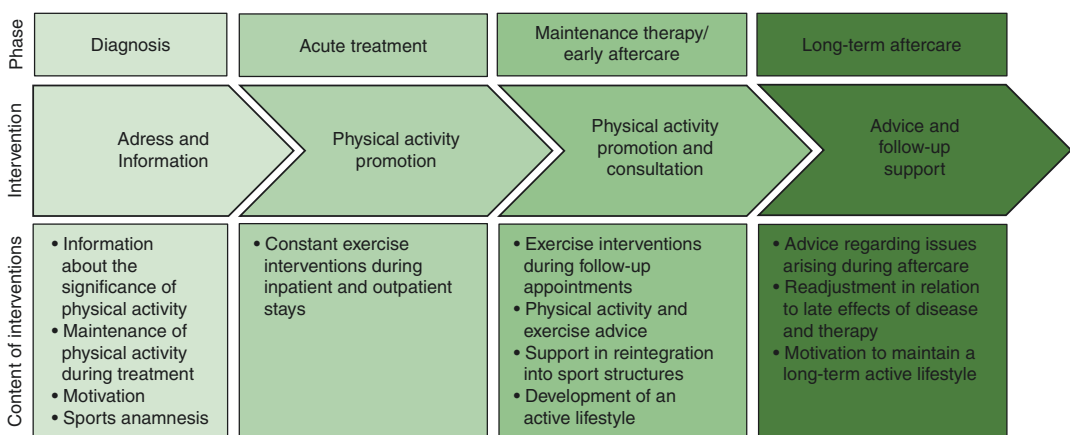 Phase
Diagnosis
Acute treatment
Maintenance therapy/
early aftercare
Long-term aftercare
Intervention
Adress and
Information
Physical activity
promotion
Physical activity
promotion and
consultation
Advice and
follow-up
support
Content of interventions
• Information
about the
significance of
physical activity
• Maintenance of
physical activity
during treatment
• Motivation
• Sports anamnesis
• Constant exercise
interventions during
inpatient and outpatient
stays
• Exercise interventions
during follow-up
appointments
• Physical activity and
exercise advice
• Support in reintegration
into sport structures
• Development of an
active lifestyle
• Advice regarding issues
arising during aftercare
• Readjustment in relation
to late effects of disease
and therapy
• Motivation to maintain a
long-term active lifestyle